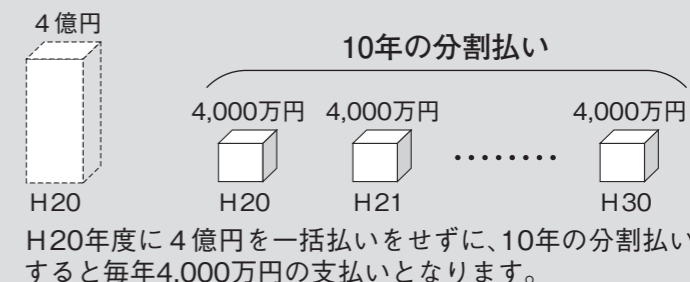 4億円
10年の分割払い
4,000万円 4,000万円 4,000万円
H20 H20 H21 ‥‥‥‥ H30
H20年度に4億円を一括払いをせずに、10年の分割払い
すると毎年4,000万円の支払いとなります。